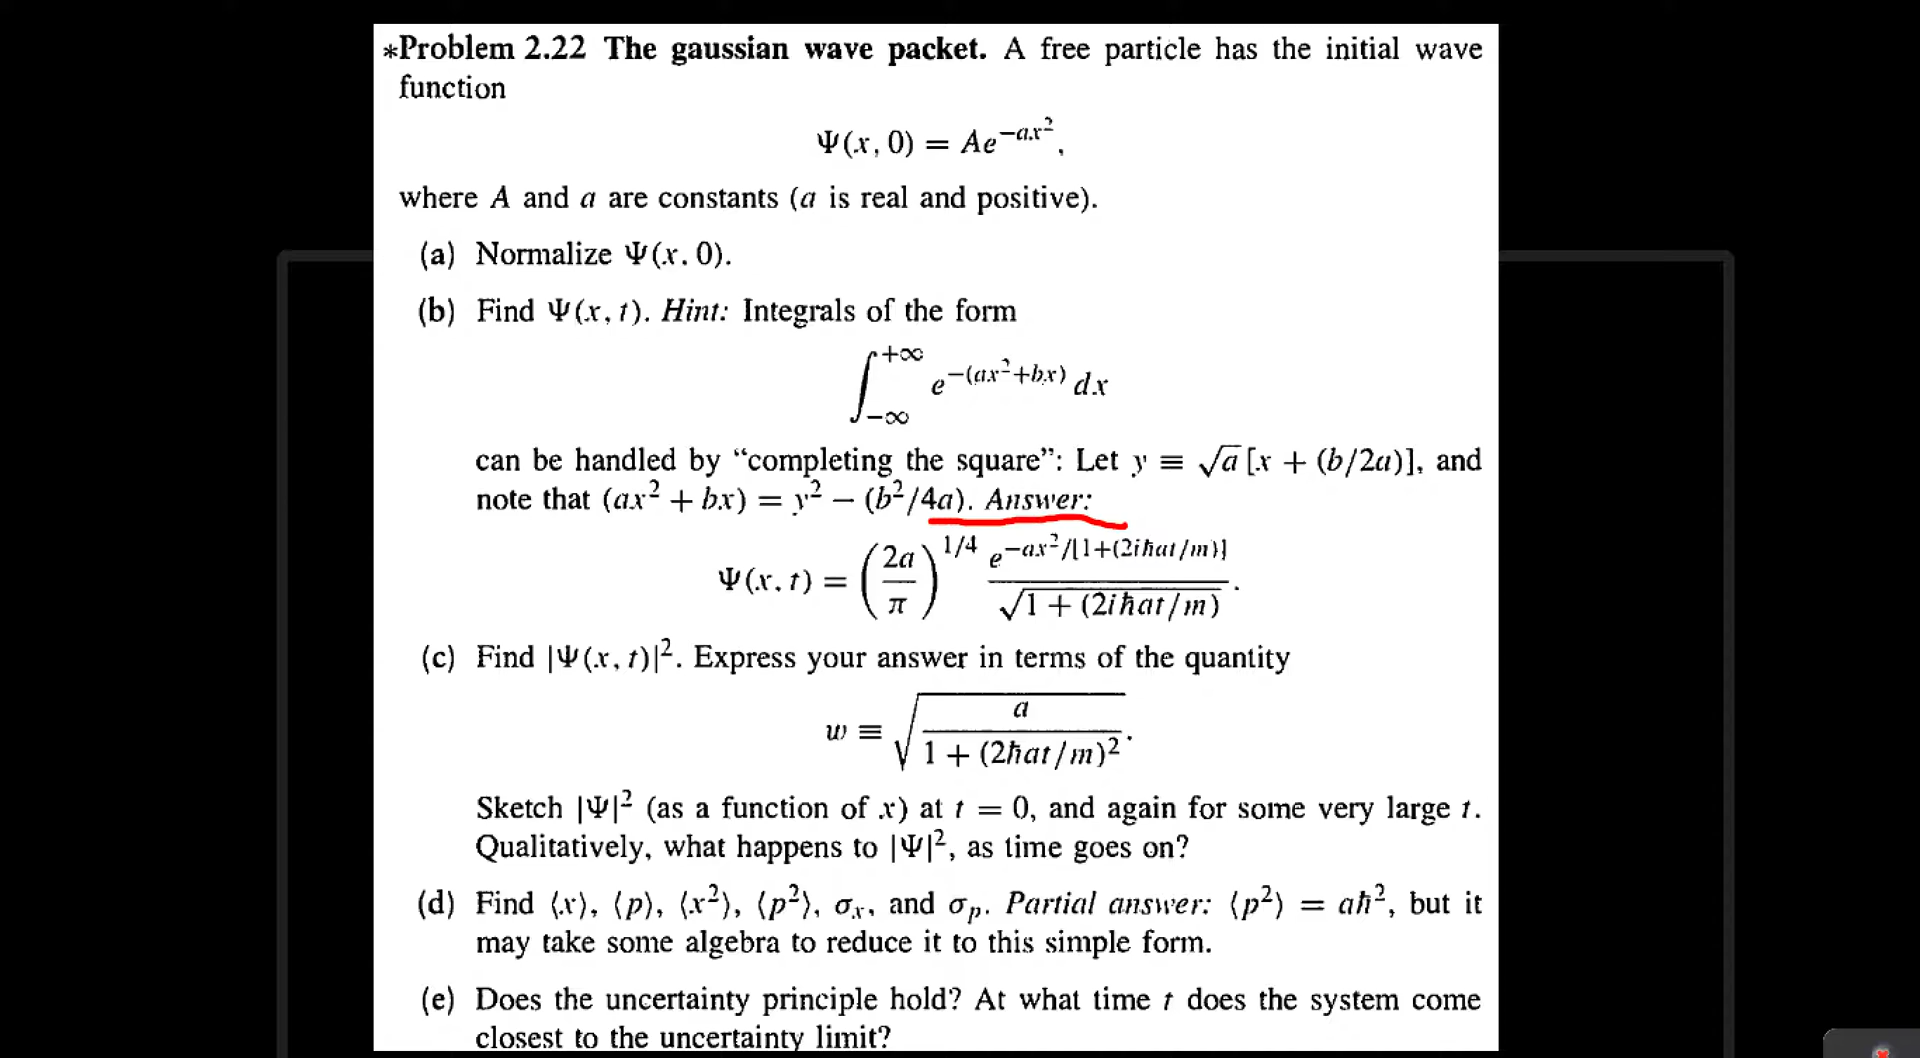 *Problem 2.22 The gaussian wave packet. A free particle has the initial wave
function
Ψ(x, 0) = Ae^{−ax²},
where A and a are constants (a is real and positive).
(a) Normalize Ψ(x, 0).
(b) Find Ψ(x, t). Hint: Integrals of the form
∫_{−∞}^{+∞} e^{−(ax²+bx)} dx
can be handled by “completing the square”: Let y ≡ √a [x + (b/2a)], and
note that (ax² + bx) = y² − (b²/4a). Answer:
Ψ(x, t) = (2a/π)^{1/4} e^{−ax²/[1+(2iħat/m)]} / √(1 + (2iħat/m)).
(c) Find |Ψ(x, t)|². Express your answer in terms of the quantity
w ≡ √(a / (1 + (2ħat/m)²)).
Sketch |Ψ|² (as a function of x) at t = 0, and again for some very large t.
Qualitatively, what happens to |Ψ|², as time goes on?
(d) Find ⟨x⟩, ⟨p⟩, ⟨x²⟩, ⟨p²⟩, σₓ, and σₚ. Partial answer: ⟨p²⟩ = aħ², but it
may take some algebra to reduce it to this simple form.
(e) Does the uncertainty principle hold? At what time t does the system come
closest to the uncertainty limit?